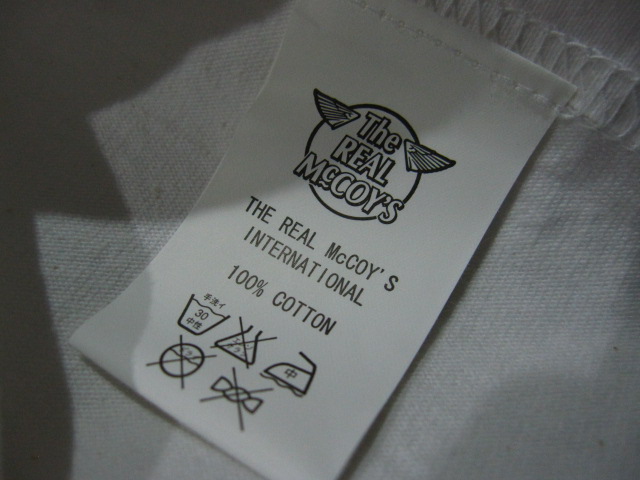 The
REAL
McCOY'S
THE REAL McCOY'S
INTERNATIONAL
100% COTTON
手洗イ
30
中性
中